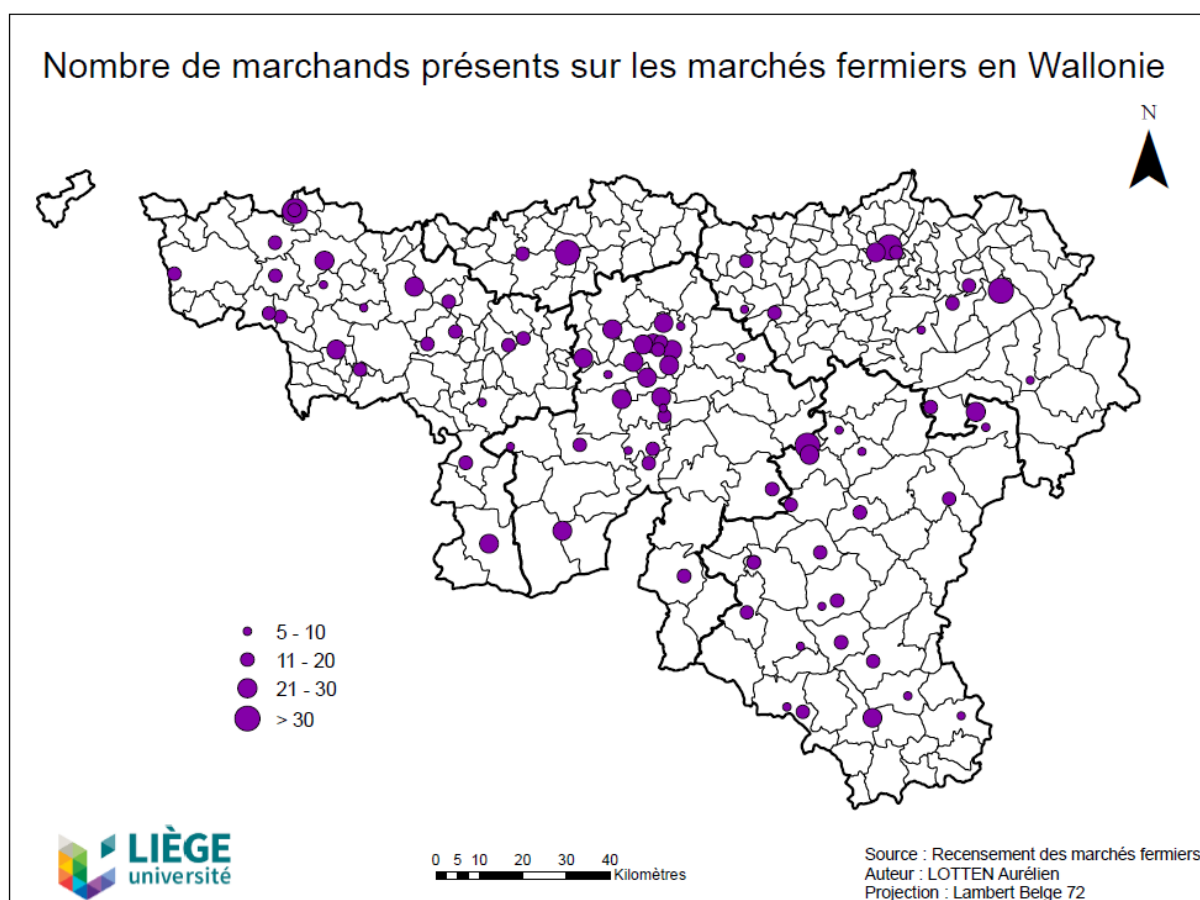 Nombre de marchands présents sur les marchés fermiers en Wallonie
N
5 - 10
11 - 20
21 - 30
> 30
LIÈGE
université
0 5 10 20 30 40
Kilomètres
Source : Recensement des marchés fermiers
Auteur : LOTTEN Aurélien
Projection : Lambert Belge 72